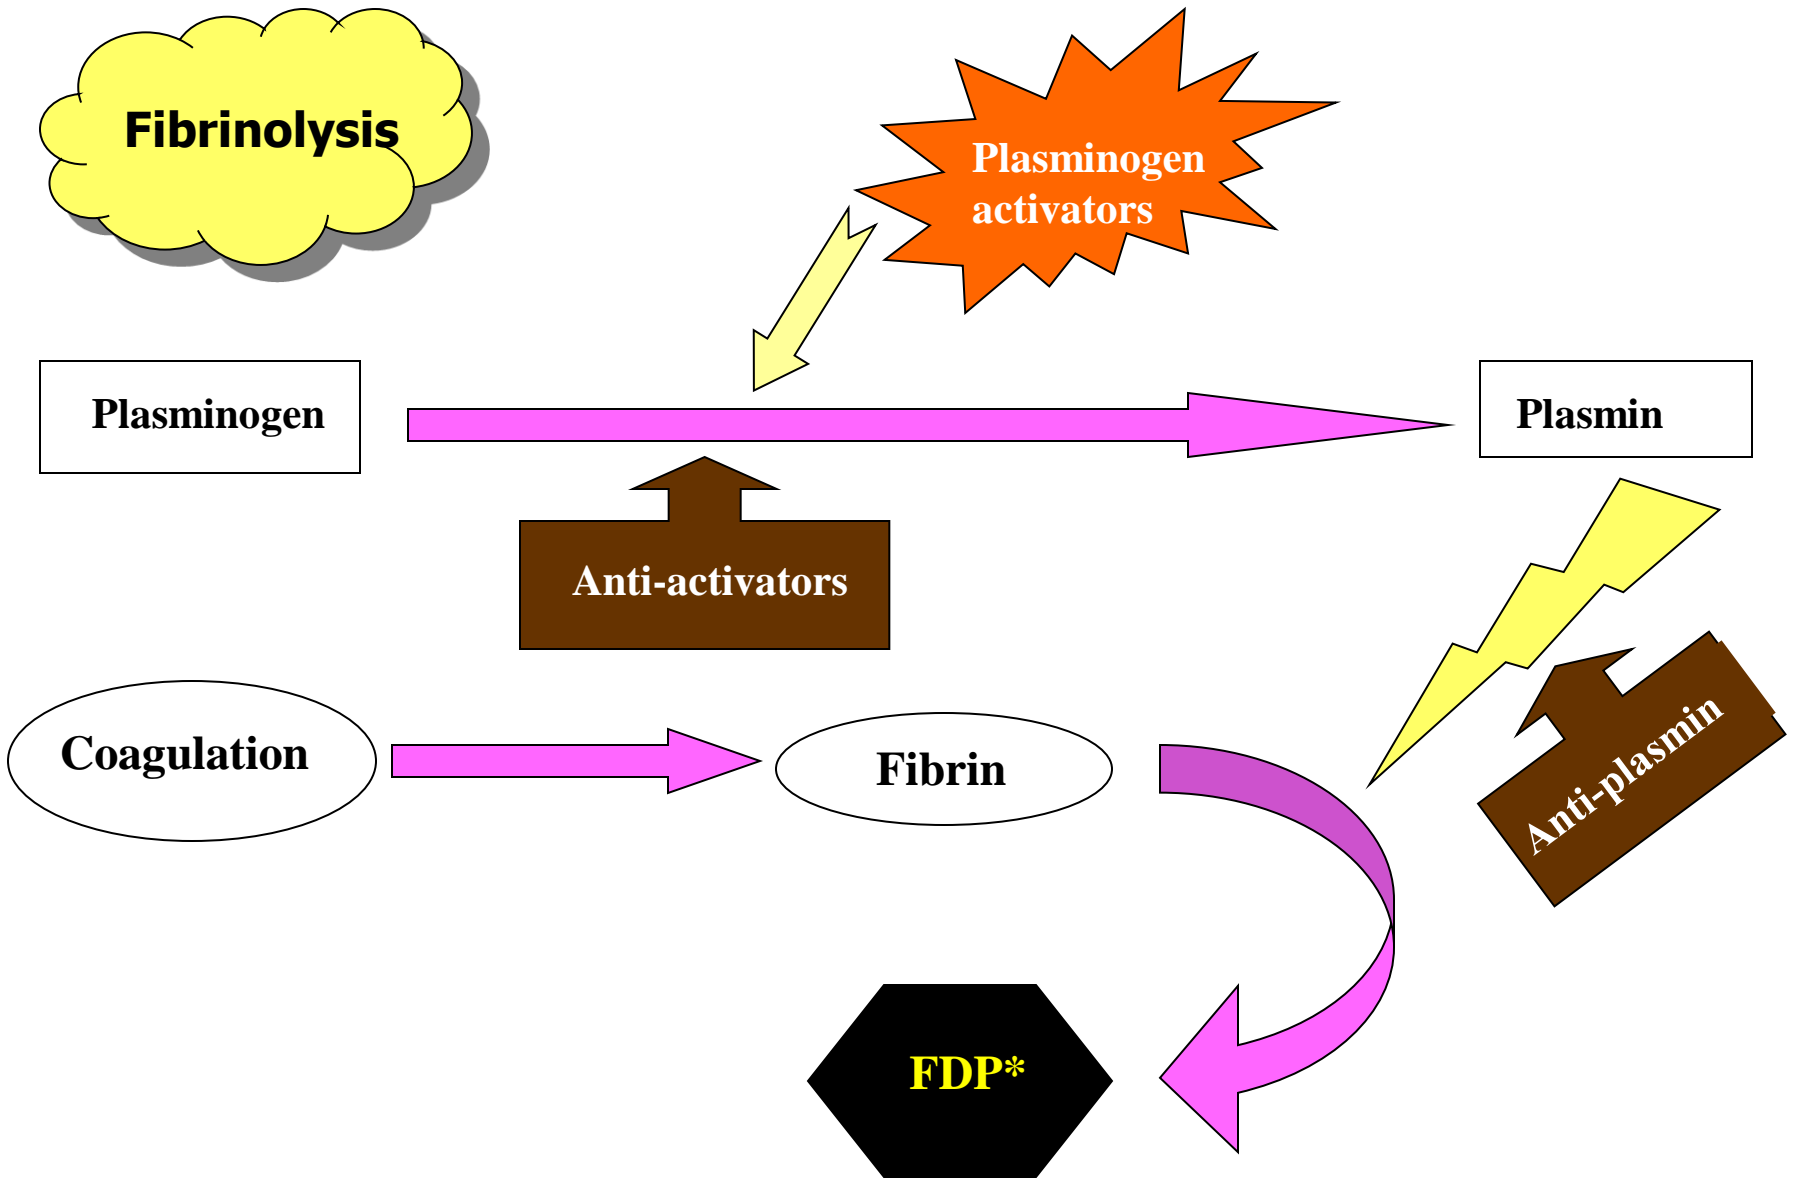 Fibrinolysis
Plasminogen
activators
Plasminogen
Plasmin
Anti-activators
Coagulation
Fibrin
Anti-plasmin
FDP*